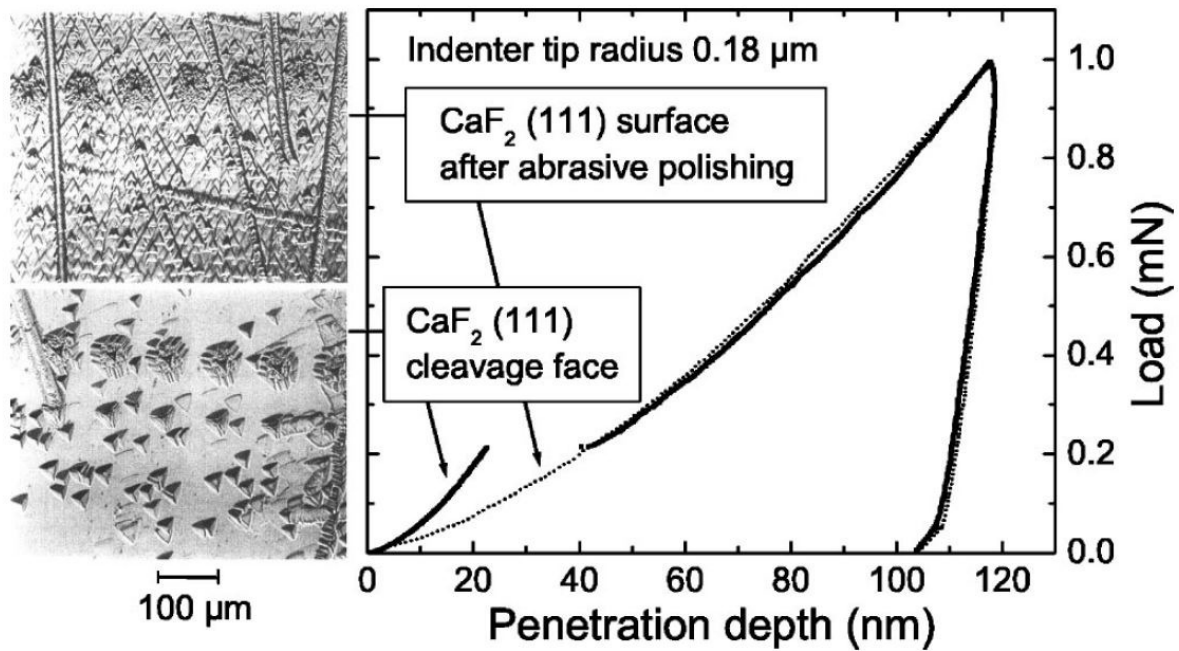 Indenter tip radius 0.18 µm
CaF₂ (111) surface
after abrasive polishing
CaF₂ (111)
cleavage face
100 µm
0 20 40 60 80 100 120
Penetration depth (nm)
1.0
0.8
0.6
0.4
0.2
0.0
Load (mN)